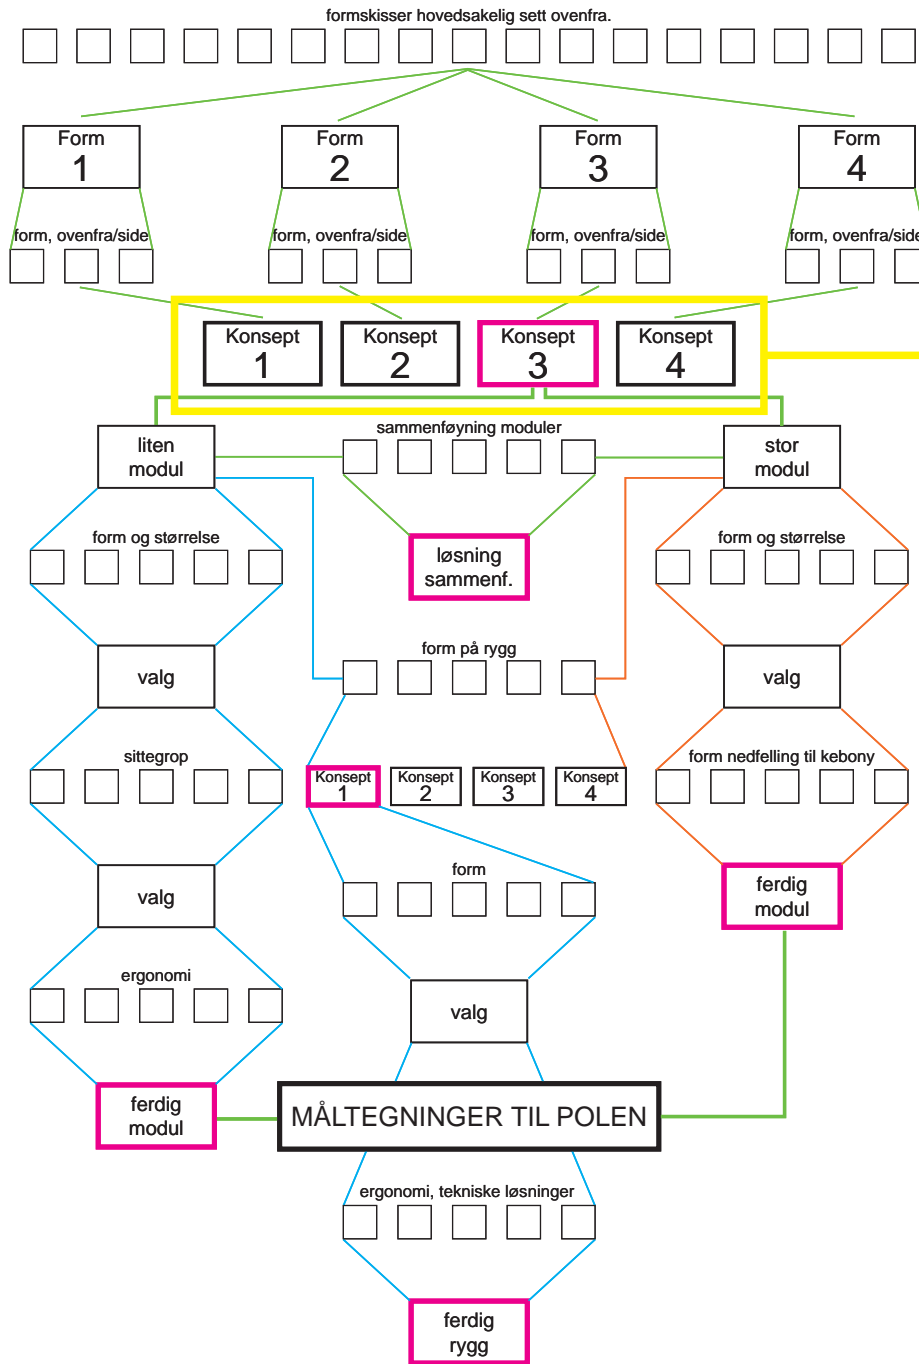 formskisser hovedsakelig sett ovenfra.
Form
1
Form
2
Form
3
Form
4
form, ovenfra/side
form, ovenfra/side
form, ovenfra/side
form, ovenfra/side
Konsept
1
Konsept
2
Konsept
3
Konsept
4
liten
modul
sammenføyning moduler
stor
modul
form og størrelse
løsning
sammenf.
form og størrelse
valg
form på rygg
valg
sittegrop
Konsept
1
Konsept
2
Konsept
3
Konsept
4
form nedfelling til kebony
valg
form
ferdig
modul
ergonomi
valg
ferdig
modul
MÅLTEGNINGER TIL POLEN
ergonomi, tekniske løsninger
ferdig
rygg